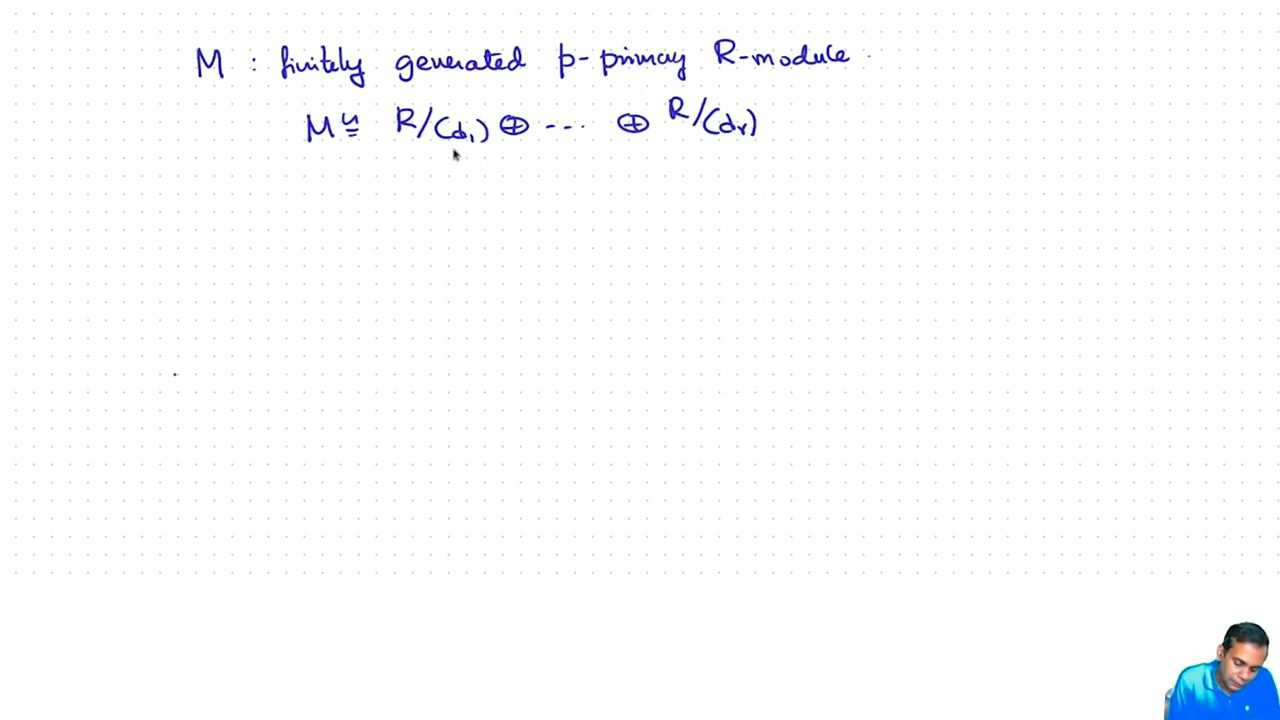 M : finitely generated p-primary R-module
M ≅ R/(d₁) ⊕ --- ⊕ R/(dᵣ)